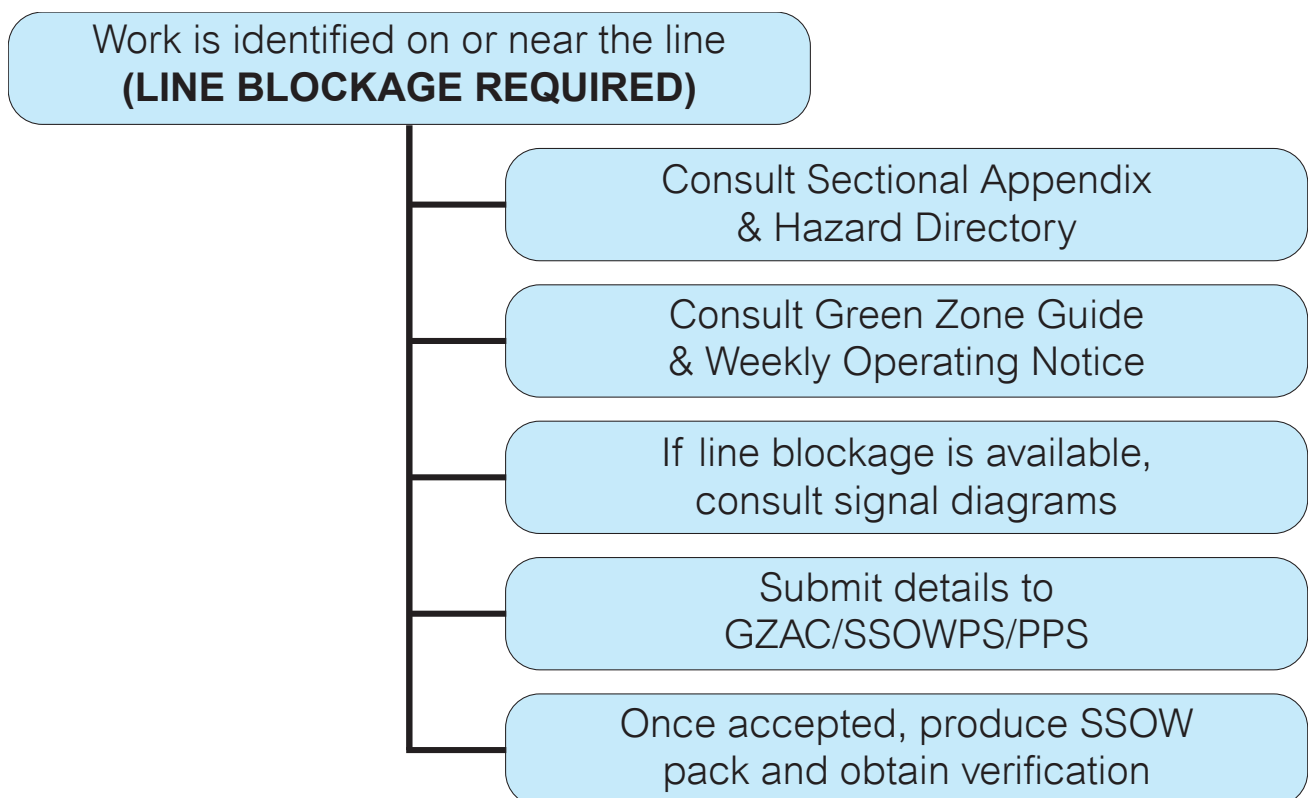 Work is identified on or near the line
(LINE BLOCKAGE REQUIRED)
Consult Sectional Appendix
& Hazard Directory
Consult Green Zone Guide
& Weekly Operating Notice
If line blockage is available,
consult signal diagrams
Submit details to
GZAC/SSOWPS/PPS
Once accepted, produce SSOW
pack and obtain verification